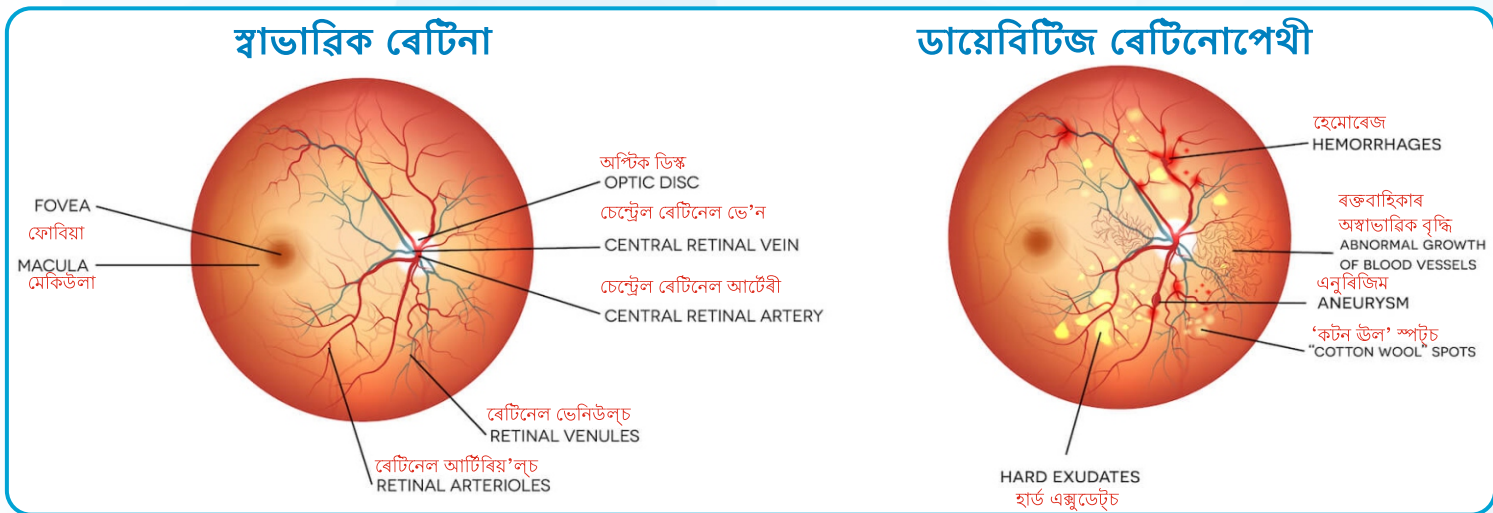 স্বাভাৱিক ৰেটিনা
FOVEA
ফোবিয়া
MACULA
মেকিউলা
অপ্টিক ডিস্ক
OPTIC DISC
চেন্ট্ৰেল ৰেটিনেল ভে’ন
CENTRAL RETINAL VEIN
চেন্ট্ৰেল ৰেটিনেল আৰ্টেৰী
CENTRAL RETINAL ARTERY
ৰেটিনেল ভেনিউল্চ
RETINAL VENULES
ৰেটিনেল আৰ্টিৰিয়’ল্চ
RETINAL ARTERIOLES
ডায়েবিটিজ ৰেটিনোপেথী
হেমোৰেজ
HEMORRHAGES
ৰক্তবাহিকাৰ
অস্বাভাৱিক বৃদ্ধি
ABNORMAL GROWTH
OF BLOOD VESSELS
এনুৰিজিম
ANEURYSM
‘কটন ঊল’ স্পট্চ
“COTTON WOOL” SPOTS
HARD EXUDATES
হাৰ্ড এক্সুডেট্চ